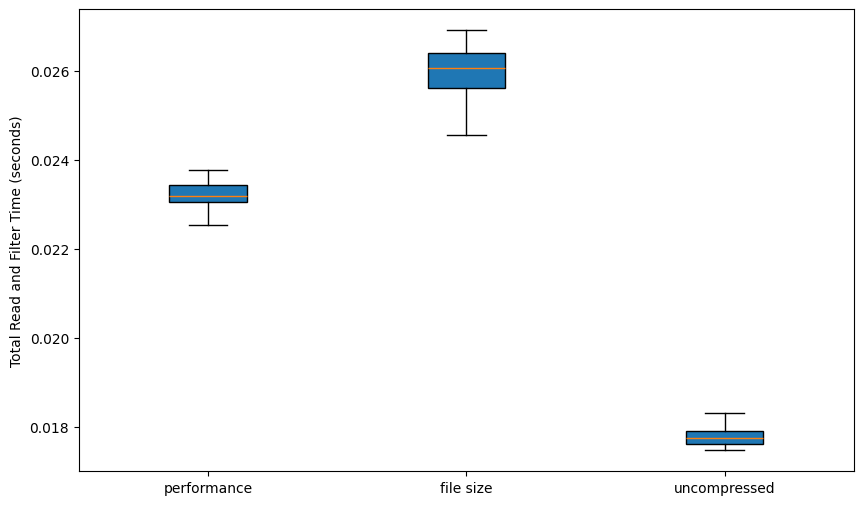 Total Read and Filter Time (seconds)
0.026
0.024
0.022
0.020
0.018
performance
file size
uncompressed